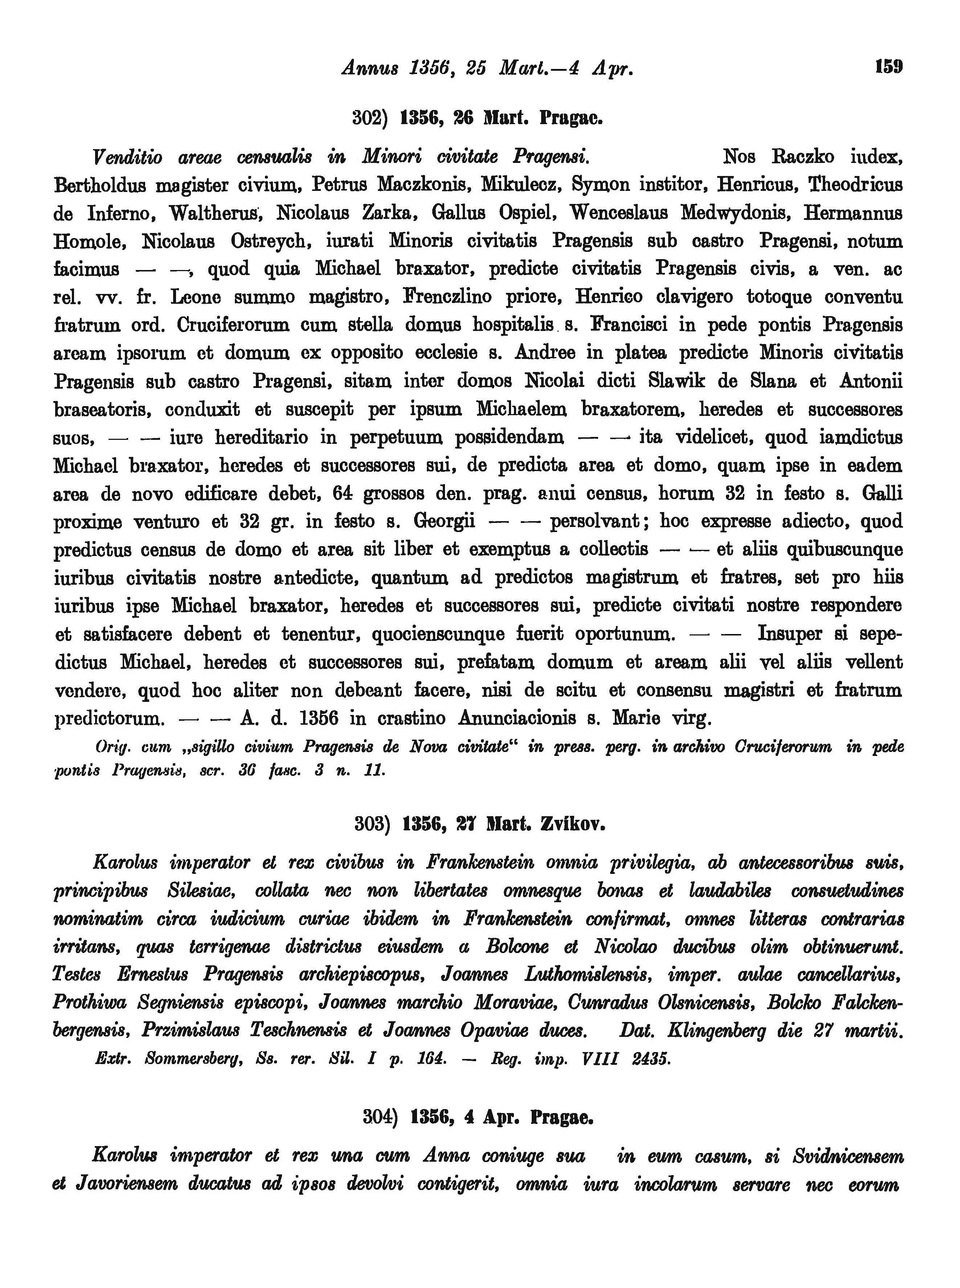 Annus 1356, 25 Mart.—4 Apr. 159
302) 1356, 26 Mart. Pragae.
Venditio areae censualis in Minori civitate Pragensi. Nos Raczko iudex,
Bertholdus magister civium, Petrus Maczkonis, Mikulecz, Symon institor, Henricus, Theodricus
de Inferno, Waltherus, Nicolaus Zarka, Gallus Ospiel, Wenceslaus Medwydonis, Hermannus
Homole, Nicolaus Ostreych, iurati Minoris civitatis Pragensis sub castro Pragensi, notum
facimus — —, quod quia Michael braxator, predicte civitatis Pragensis civis, a ven. ac
rel. vv. fr. Leone summo magistro, Frenczlino priore, Henrico clavigero totoque conventu
fratrum ord. Cruciferorum cum stella domus hospitalis s. Francisci in pede pontis Pragensis
aream ipsorum et domum ex opposito ecclesie s. Andree in platea predicte Minoris civitatis
Pragensis sub castro Pragensi, sitam inter domos Nicolai dicti Slawik de Slana et Antonii
braseatoris, conduxit et suscepit per ipsum Michaelem braxatorem, heredes et successores
suos, — — iure hereditario in perpetuum possidendam — — ita videlicet, quod iamdictus
Michael braxator, heredes et successores sui, de predicta area et domo, quam ipse in eadem
area de novo edificare debet, 64 grossos den. prag. anui census, horum 32 in festo s. Galli
proxime venturo et 32 gr. in festo s. Georgii — — persolvant; hoc expresse adiecto, quod
predictus census de domo et area sit liber et exemptus a collectis — — et aliis quibuscunque
iuribus civitatis nostre antedicte, quantum ad predictos magistrum et fratres, set pro hiis
iuribus ipse Michael braxator, heredes et successores sui, predicte civitati nostre respondere
et satisfacere debent et tenentur, quocienscunque fuerit oportunum. — — Insuper si sepe-
dictus Michael, heredes et successores sui, prefatam domum et aream alii vel aliis vellent
vendere, quod hoc aliter non debeant facere, nisi de scitu et consensu magistri et fratrum
predictorum. — — A. d. 1356 in crastino Anunciacionis s. Marie virg.
Orig. cum „sigillo civium Pragensis de Nova civitate“ in press. perg. in archivo Cruciferorum in pede
pontis Pragensis, scr. 36 fasc. 3 n. 11.
303) 1356, 27 Mart. Zvíkov.
Karolus imperator et rex civibus in Frankenstein omnia privilegia, ab antecessoribus suis,
principibus Silesiae, collata nec non libertates omnesque bonas et laudabiles consuetudines
nominatim circa iudicium curiae ibidem in Frankenstein confirmat, omnes litteras contrarias
irritans, quas terrigenae districtus eiusdem a Bolcone et Nicolao ducibus olim obtinuerunt.
Testes Ernestus Pragensis archiepiscopus, Joannes Luthomislensis, imper. aulae cancellarius,
Prothiwa Segniensis episcopi, Joannes marchio Moraviae, Cunradus Olsnicensis, Bolcko Falcken-
bergensis, Przimislaus Teschnensis et Joannes Opaviae duces. Dat. Klingenberg die 27 martii.
Extr. Sommersberg, Ss. rer. Sil. I p. 164. — Reg. imp. VIII 2435.
304) 1356, 4 Apr. Pragae.
Karolus imperator et rex una cum Anna coniuge sua in eum casum, si Svidnicensem
et Javoriensem ducatus ad ipsos devolvi contigerit, omnia iura incolarum servare nec eorum